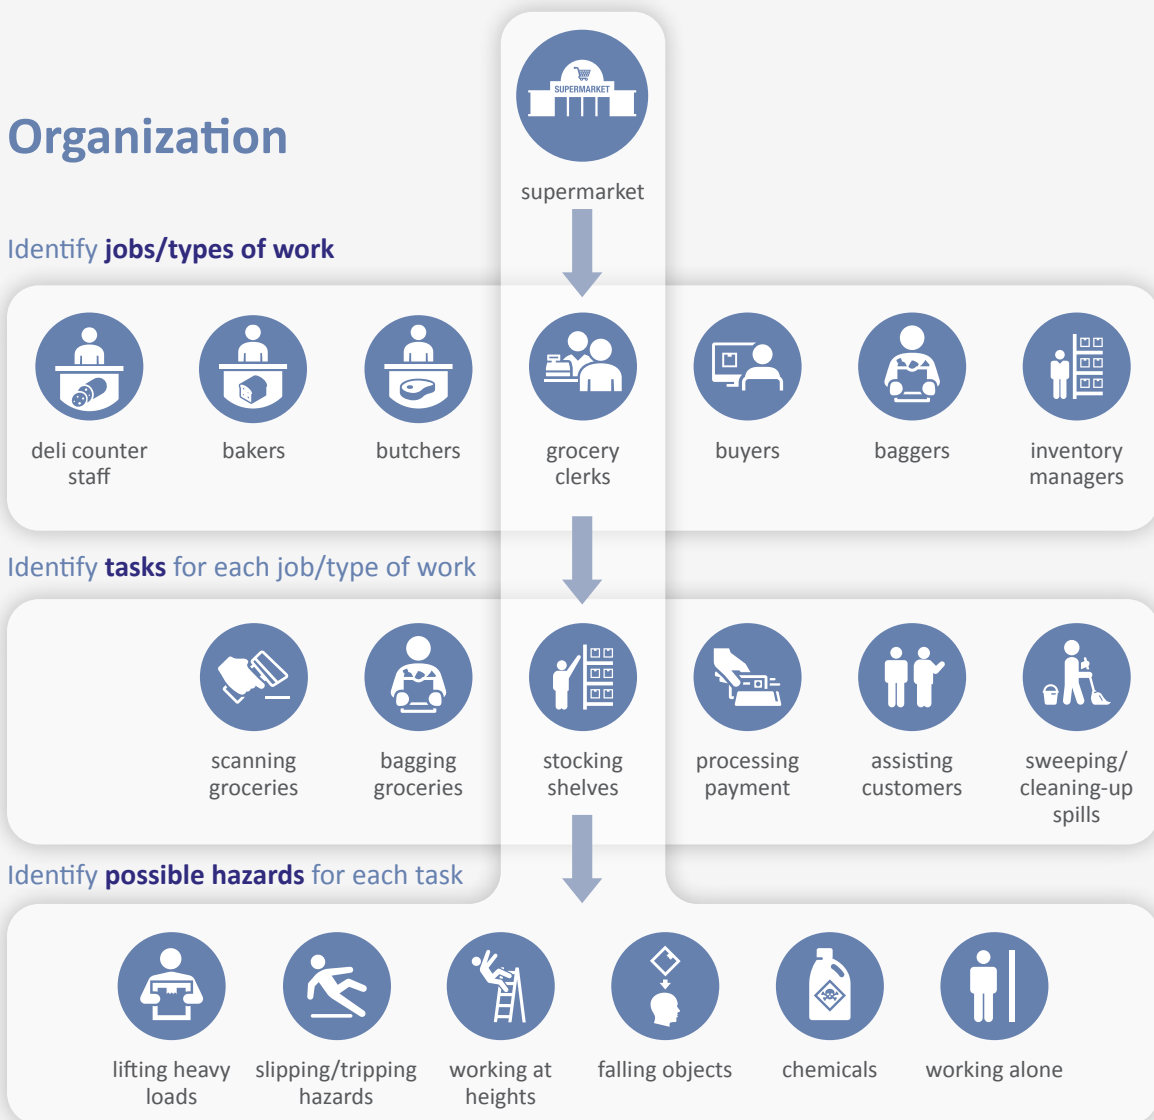 SUPERMARKET
Organization
supermarket
Identify jobs/types of work
deli counter
staff
bakers
butchers
grocery
clerks
buyers
baggers
inventory
managers
Identify tasks for each job/type of work
scanning
groceries
bagging
groceries
stocking
shelves
processing
payment
assisting
customers
sweeping/
cleaning-up
spills
Identify possible hazards for each task
lifting heavy
loads
slipping/tripping
hazards
working at
heights
falling objects
chemicals
working alone